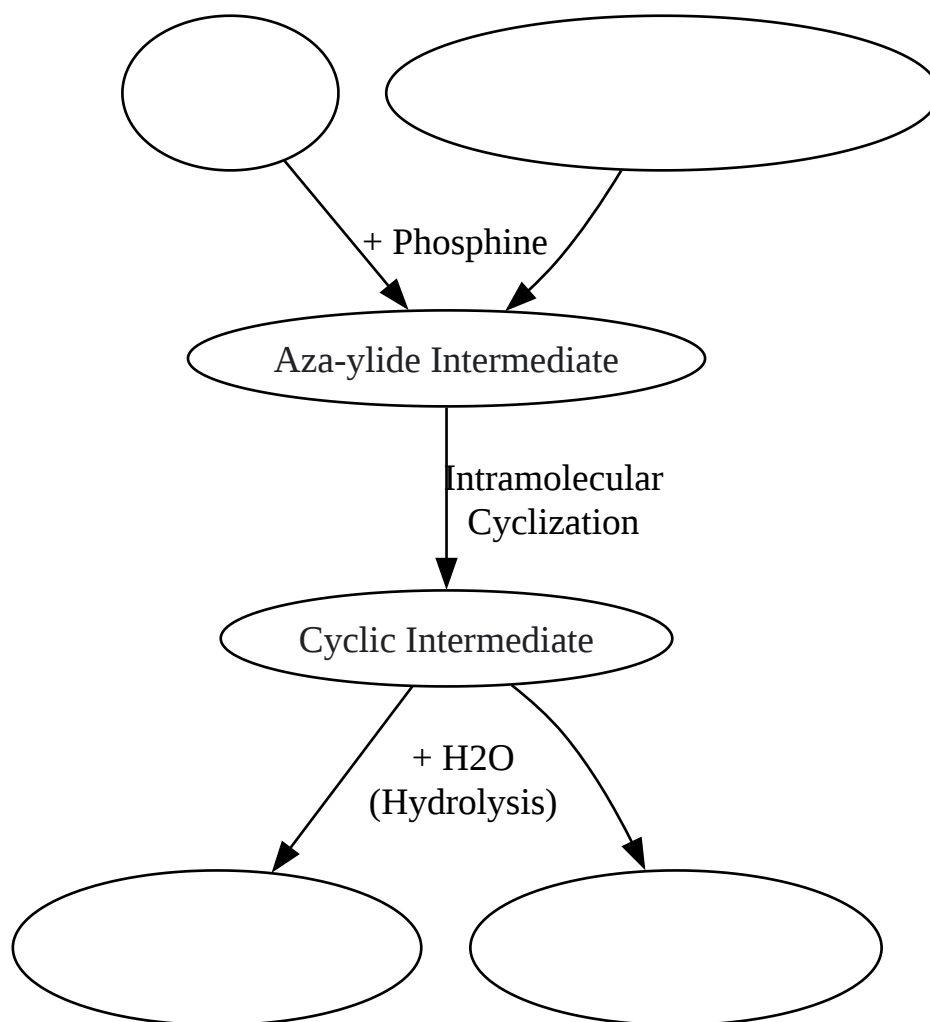 + Phosphine
Aza-ylide Intermediate
Intramolecular
Cyclization
Cyclic Intermediate
+ H2O
(Hydrolysis)